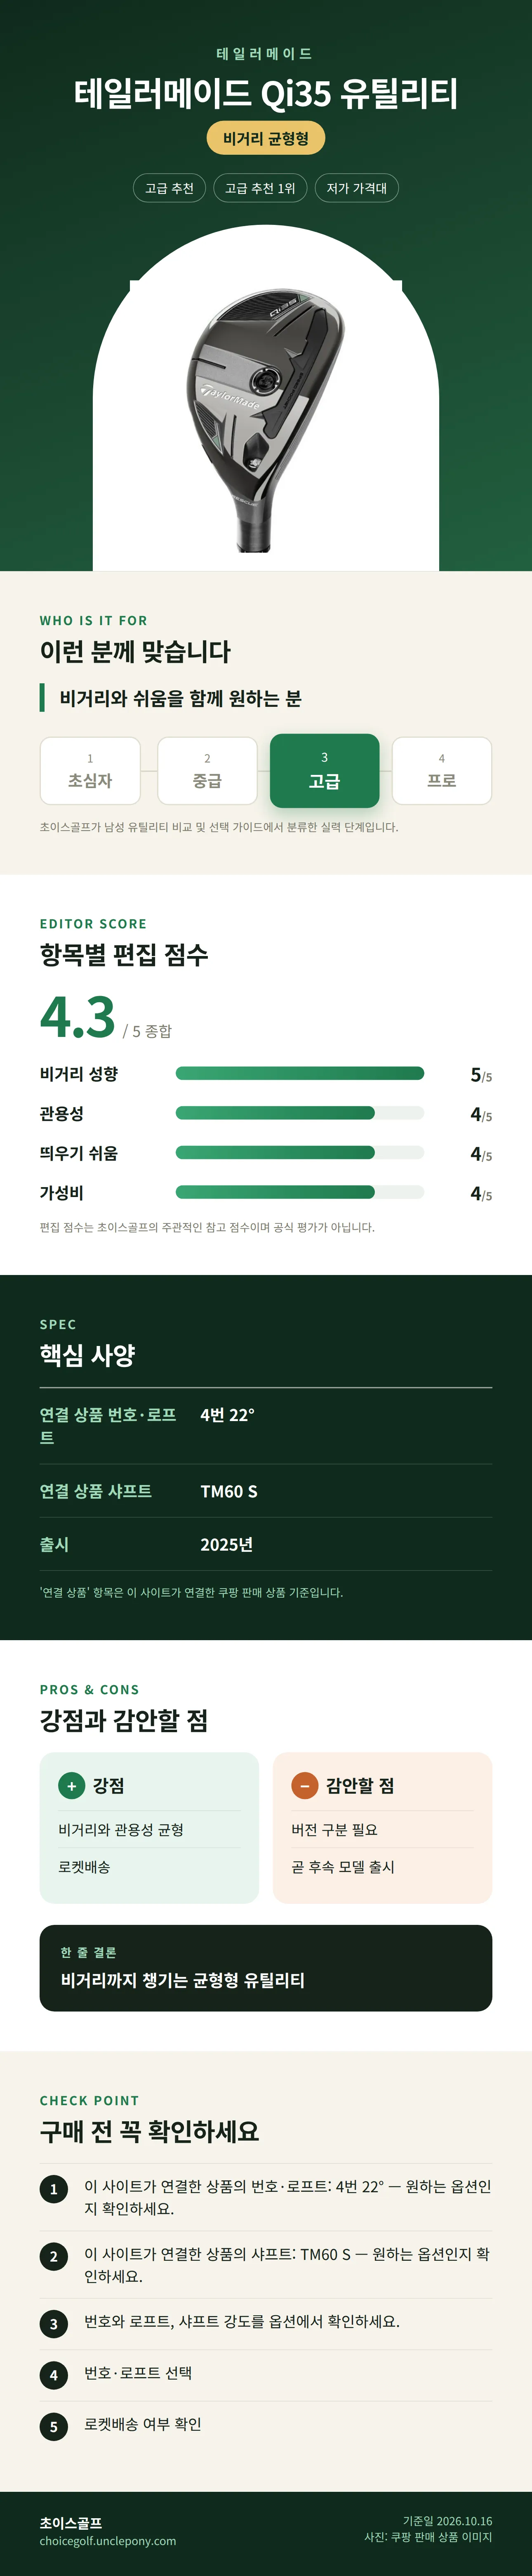 테일러메이드
테일러메이드 Qi35 유틸리티
비거리 균형형
고급 추천
고급 추천 1위
저가 가격대
Qi35
TaylorMade
RESCUE
WHO IS IT FOR
이런 분께 맞습니다
비거리와 쉬움을 함께 원하는 분
1
초심자
2
중급
3
고급
4
프로
초이스골프가 남성 유틸리티 비교 및 선택 가이드에서 분류한 실력 단계입니다.
EDITOR SCORE
항목별 편집 점수
4.3 / 5 종합
비거리 성향 5/5
관용성 4/5
띄우기 쉬움 4/5
가성비 4/5
편집 점수는 초이스골프의 주관적인 참고 점수이며 공식 평가가 아닙니다.
SPEC
핵심 사양
연결 상품 번호·로프
트
4번 22°
연결 상품 샤프트 TM60 S
출시 2025년
'연결 상품' 항목은 이 사이트가 연결한 쿠팡 판매 상품 기준입니다.
PROS & CONS
강점과 감안할 점
+ 강점
비거리와 관용성 균형
로켓배송
− 감안할 점
버전 구분 필요
곧 후속 모델 출시
한 줄 결론
비거리까지 챙기는 균형형 유틸리티
CHECK POINT
구매 전 꼭 확인하세요
1 이 사이트가 연결한 상품의 번호·로프트: 4번 22° — 원하는 옵션인
지 확인하세요.
2 이 사이트가 연결한 상품의 샤프트: TM60 S — 원하는 옵션인지 확
인하세요.
3 번호와 로프트, 샤프트 강도를 옵션에서 확인하세요.
4 번호·로프트 선택
5 로켓배송 여부 확인
초이스골프
choicegolf.unclepony.com
기준일 2026.10.16
사진: 쿠팡 판매 상품 이미지